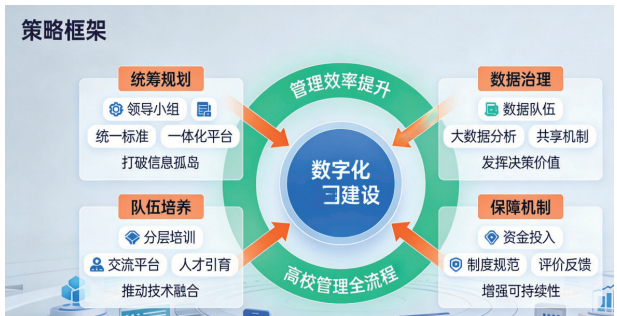 策略框架
统筹规划
领导小组
统一标准 一体化平台
打破信息孤岛
管理效率提升
数据治理
数据队伍
大数据分析 共享机制
发挥决策价值
数字化
建设
队伍培养
分层培训
交流平台 人才引育
推动技术融合
高校管理全流程
保障机制
资金投入
制度规范 评价反馈
增强可持续性